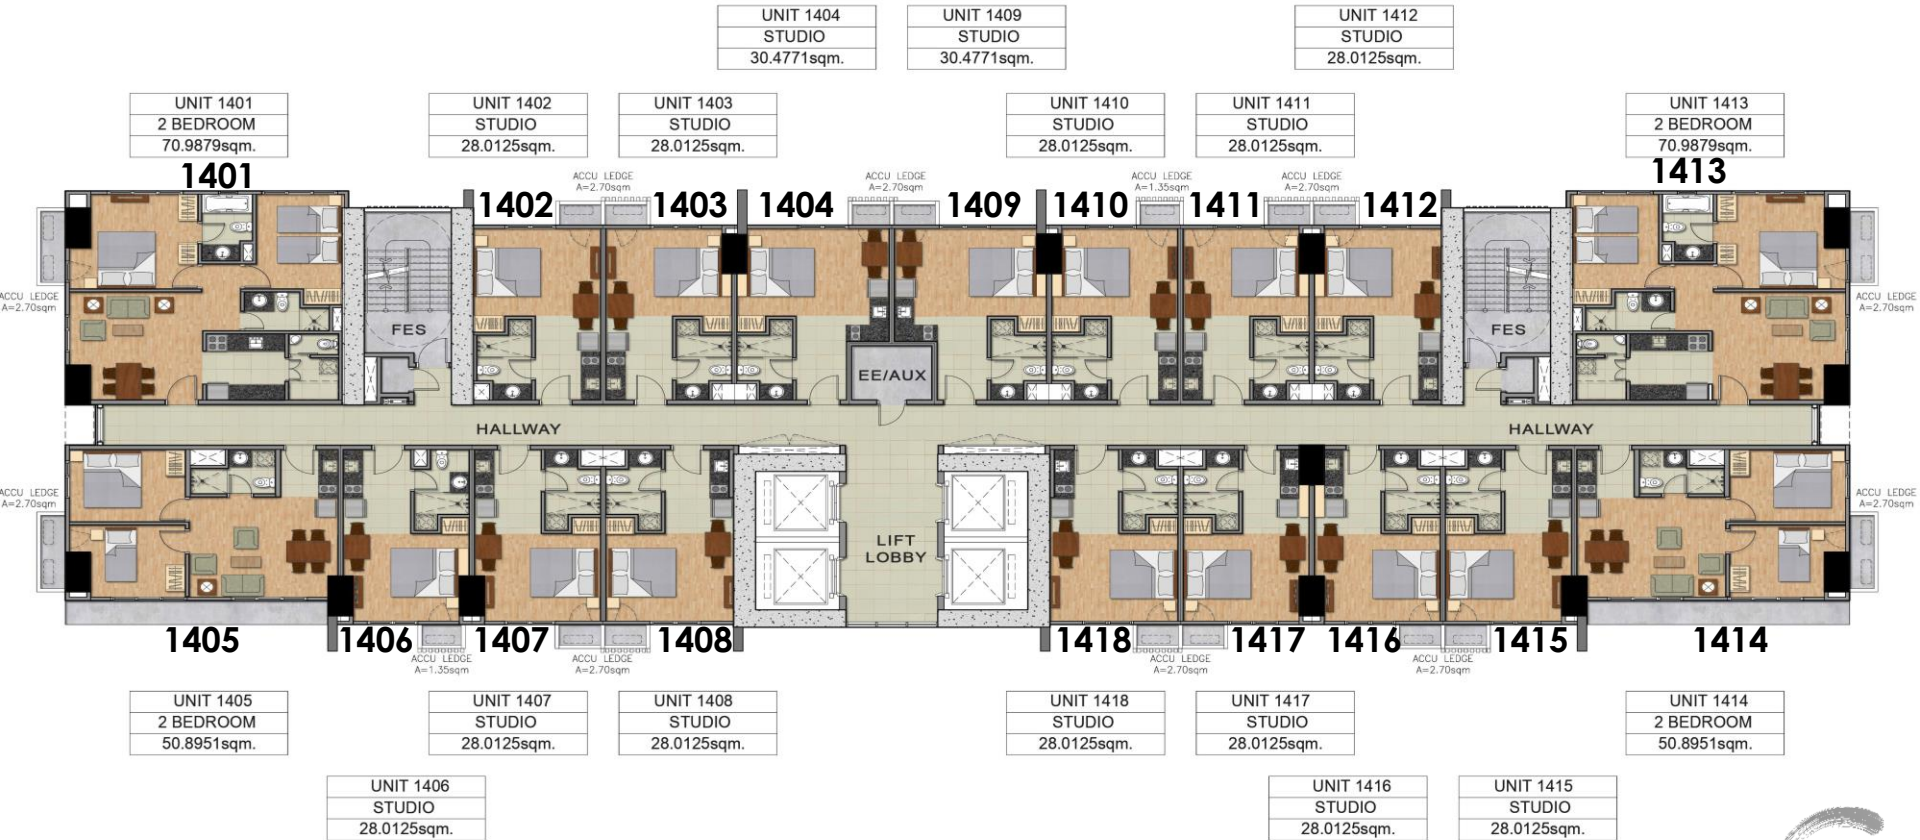 UNIT 1404
STUDIO
30.4771sqm.
UNIT 1409
STUDIO
30.4771sqm.
UNIT 1412
STUDIO
28.0125sqm.
UNIT 1401
2 BEDROOM
70.9879sqm.
UNIT 1402
STUDIO
28.0125sqm.
UNIT 1403
STUDIO
28.0125sqm.
UNIT 1410
STUDIO
28.0125sqm.
UNIT 1411
STUDIO
28.0125sqm.
UNIT 1413
2 BEDROOM
70.9879sqm.
1401
1413
ACCU LEDGE
A=2.70sqm
ACCU LEDGE
A=2.70sqm
ACCU LEDGE
A=1.35sqm
ACCU LEDGE
A=2.70sqm
1402
1403
1404
1409
1410
1411
1412
ACCU LEDGE
A=2.70sqm
ACCU LEDGE
A=2.70sqm
FES
FES
EE/AUX
HALLWAY
HALLWAY
ACCU LEDGE
A=2.70sqm
ACCU LEDGE
A=2.70sqm
LIFT
LOBBY
1405
1406
1407
1408
1418
1417
1416
1415
1414
ACCU LEDGE
A=1.35sqm
ACCU LEDGE
A=2.70sqm
ACCU LEDGE
A=2.70sqm
ACCU LEDGE
A=2.70sqm
UNIT 1405
2 BEDROOM
50.8951sqm.
UNIT 1407
STUDIO
28.0125sqm.
UNIT 1408
STUDIO
28.0125sqm.
UNIT 1418
STUDIO
28.0125sqm.
UNIT 1417
STUDIO
28.0125sqm.
UNIT 1414
2 BEDROOM
50.8951sqm.
UNIT 1406
STUDIO
28.0125sqm.
UNIT 1416
STUDIO
28.0125sqm.
UNIT 1415
STUDIO
28.0125sqm.